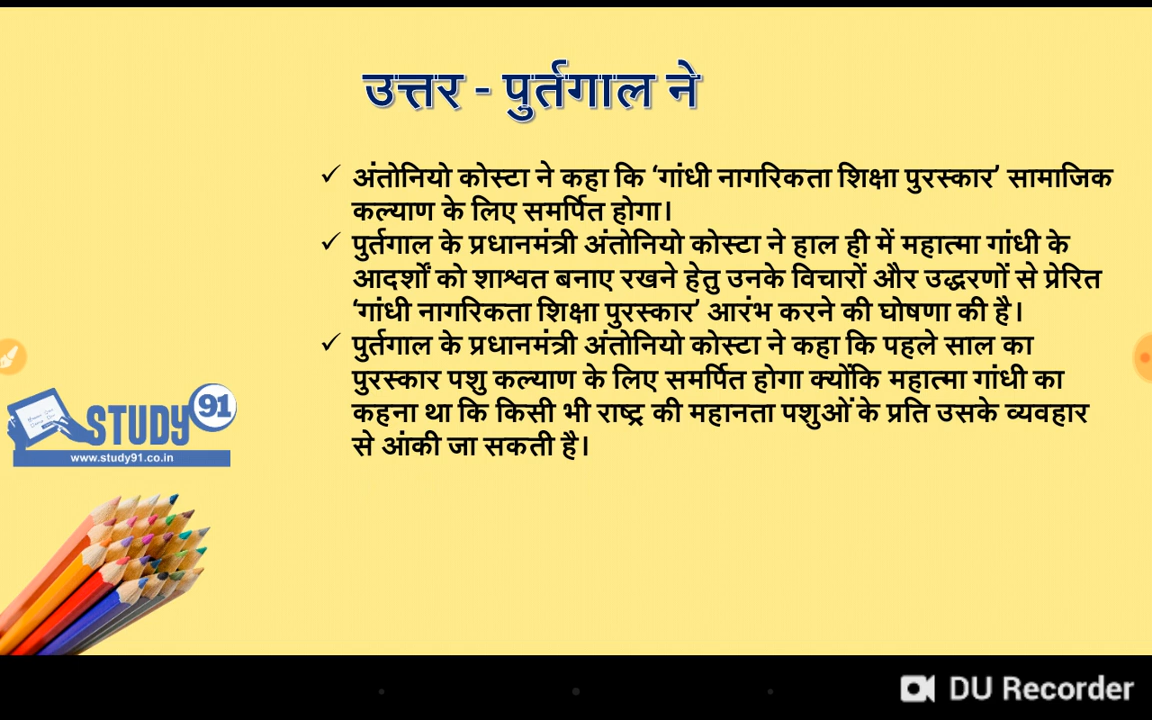 उत्तर - पुर्तगाल ने
✓ अंतोनियो कोस्टा ने कहा कि ‘गांधी नागरिकता शिक्षा पुरस्कार’ सामाजिक
कल्याण के लिए समर्पित होगा।
✓ पुर्तगाल के प्रधानमंत्री अंतोनियो कोस्टा ने हाल ही में महात्मा गांधी के
आदर्शों को शाश्वत बनाए रखने हेतु उनके विचारों और उद्धरणों से प्रेरित
‘गांधी नागरिकता शिक्षा पुरस्कार’ आरंभ करने की घोषणा की है।
✓ पुर्तगाल के प्रधानमंत्री अंतोनियो कोस्टा ने कहा कि पहले साल का
पुरस्कार पशु कल्याण के लिए समर्पित होगा क्योंकि महात्मा गांधी का
कहना था कि किसी भी राष्ट्र की महानता पशुओं के प्रति उसके व्यवहार
से आंकी जा सकती है।
STUDY 91
www.study91.co.in
DU Recorder